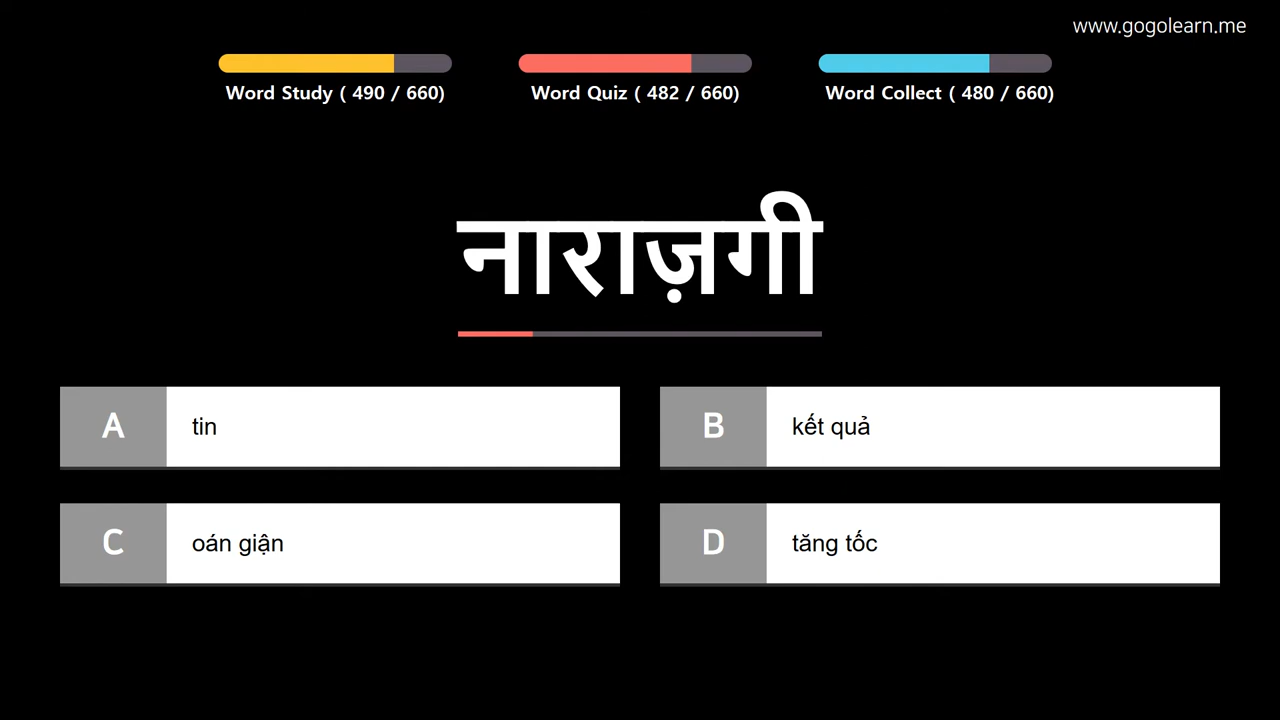 www.gogolearn.me
Word Study ( 490 / 660)
Word Quiz ( 482 / 660)
Word Collect ( 480 / 660)
नाराज़गी
A tin
B kết quả
C oán giận
D tăng tốc